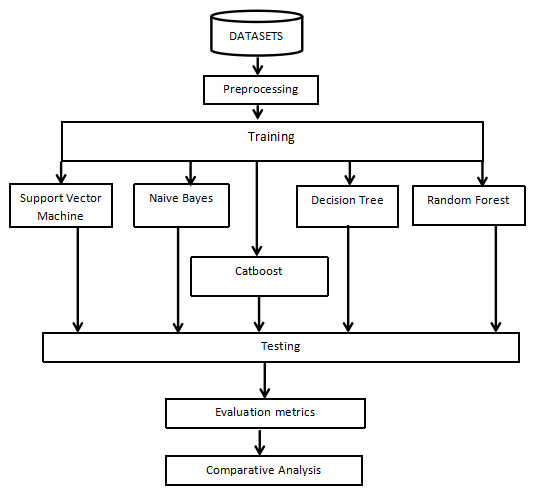 DATASETS
Preprocessing
Training
Support Vector
Machine
Naive Bayes
Decision Tree
Random Forest
Catboost
Testing
Evaluation metrics
Comparative Analysis